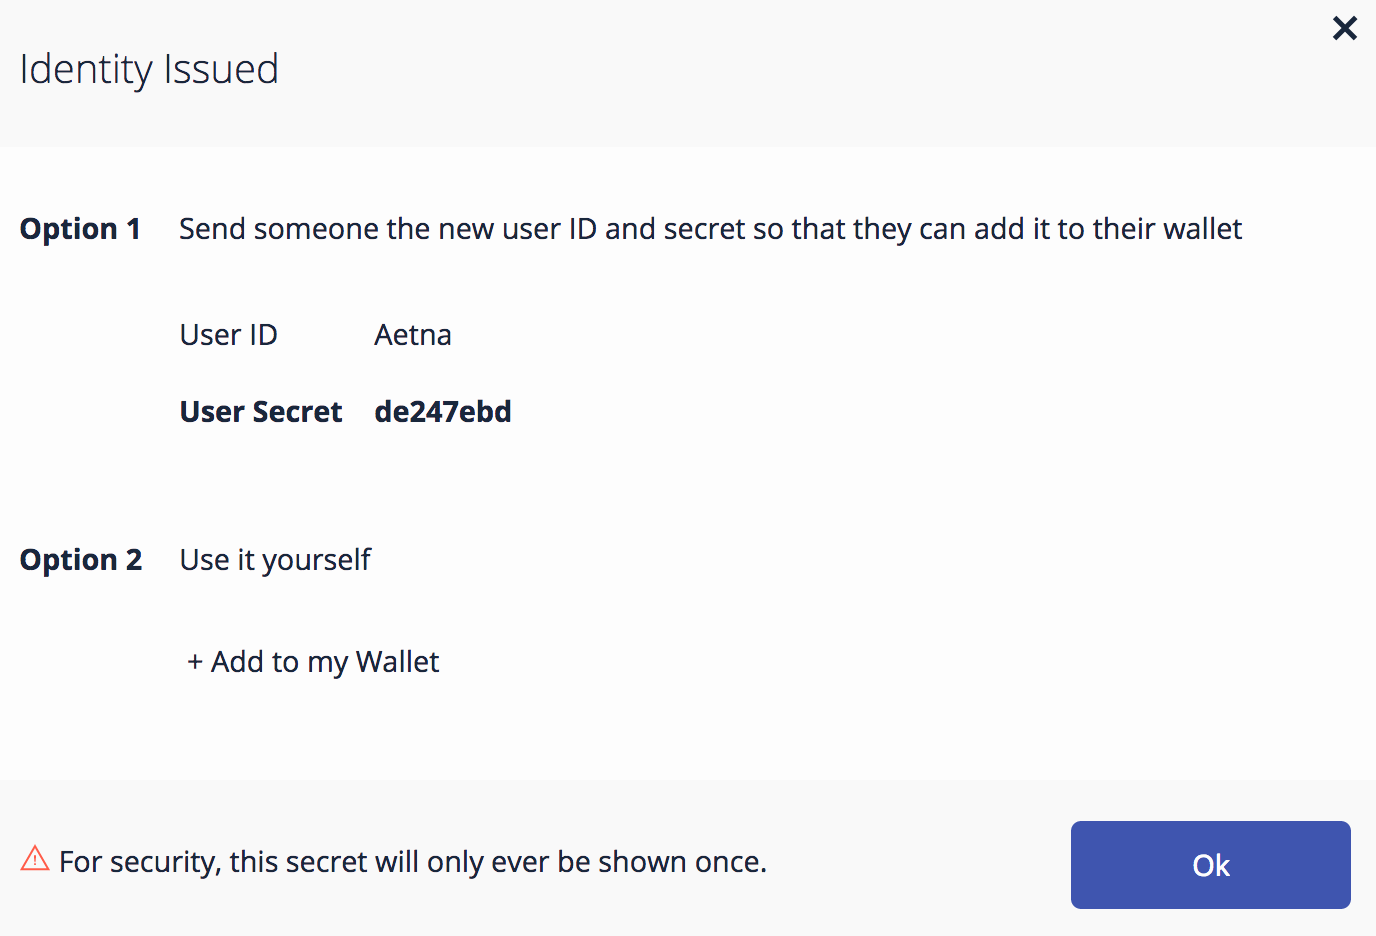 Identity Issued
Option 1 Send someone the new user ID and secret so that they can add it to their wallet
User ID Aetna
User Secret de247ebd
Option 2 Use it yourself
+ Add to my Wallet
For security, this secret will only ever be shown once.
Ok